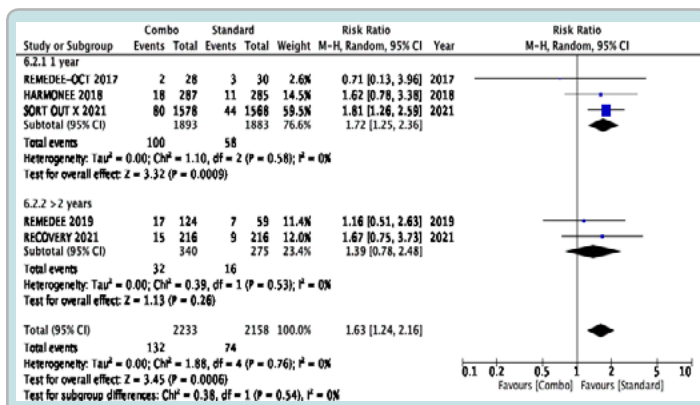 Combo Standard Risk Ratio Risk Ratio
Study or Subgroup Events Total Events Total Weight M-H, Random, 95% CI Year M-H, Random, 95% CI
6.2.1 1 year
REMEDEE-OCT 2017 2 28 3 30 2.6% 0.71 [0.13, 3.96] 2017
HARMONEE 2018 18 287 11 285 14.5% 1.62 [0.78, 3.38] 2018
SORT OUT X 2021 80 1578 44 1568 59.5% 1.81 [1.26, 2.59] 2021
Subtotal (95% CI) 1893 1883 76.6% 1.72 [1.25, 2.36]
Total events 100 58
Heterogeneity: Tau² = 0.00; Chi² = 1.10, df = 2 (P = 0.58); I² = 0%
Test for overall effect: Z = 3.32 (P = 0.0009)
6.2.2 >2 years
REMEDEE 2019 17 124 7 59 11.4% 1.16 [0.51, 2.63] 2019
RECOVERY 2021 15 216 9 216 12.0% 1.67 [0.75, 3.73] 2021
Subtotal (95% CI) 340 275 23.4% 1.39 [0.78, 2.48]
Total events 32 16
Heterogeneity: Tau² = 0.00; Chi² = 0.39, df = 1 (P = 0.53); I² = 0%
Test for overall effect: Z = 1.13 (P = 0.26)
Total (95% CI) 2233 2158 100.0% 1.63 [1.24, 2.16]
Total events 132 74
Heterogeneity: Tau² = 0.00; Chi² = 1.88, df = 4 (P = 0.76); I² = 0%
Test for overall effect: Z = 3.45 (P = 0.0006)
Test for subgroup differences: Chi² = 0.38, df = 1 (P = 0.54), I² = 0%
0.1 0.2 0.5 1 2 5 10
Favours [Combo] Favours [Standard]